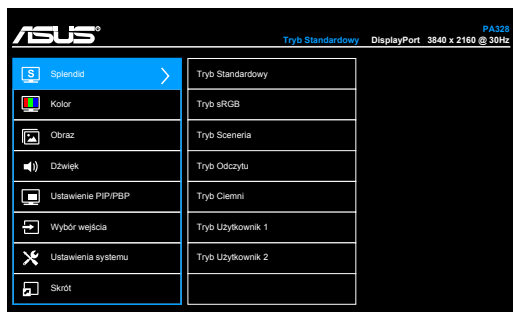 ASUS
PA328
Tryb Standardowy DisplayPort 3840 x 2160 @ 30Hz
S Splendid
Tryb Standardowy
Kolor
Tryb sRGB
Obraz
Tryb Sceneria
Dźwięk
Tryb Odczytu
Ustawienie PIP/PBP
Tryb Ciemni
Wybór wejścia
Tryb Użytkownik 1
Ustawienia systemu
Tryb Użytkownik 2
Skrót